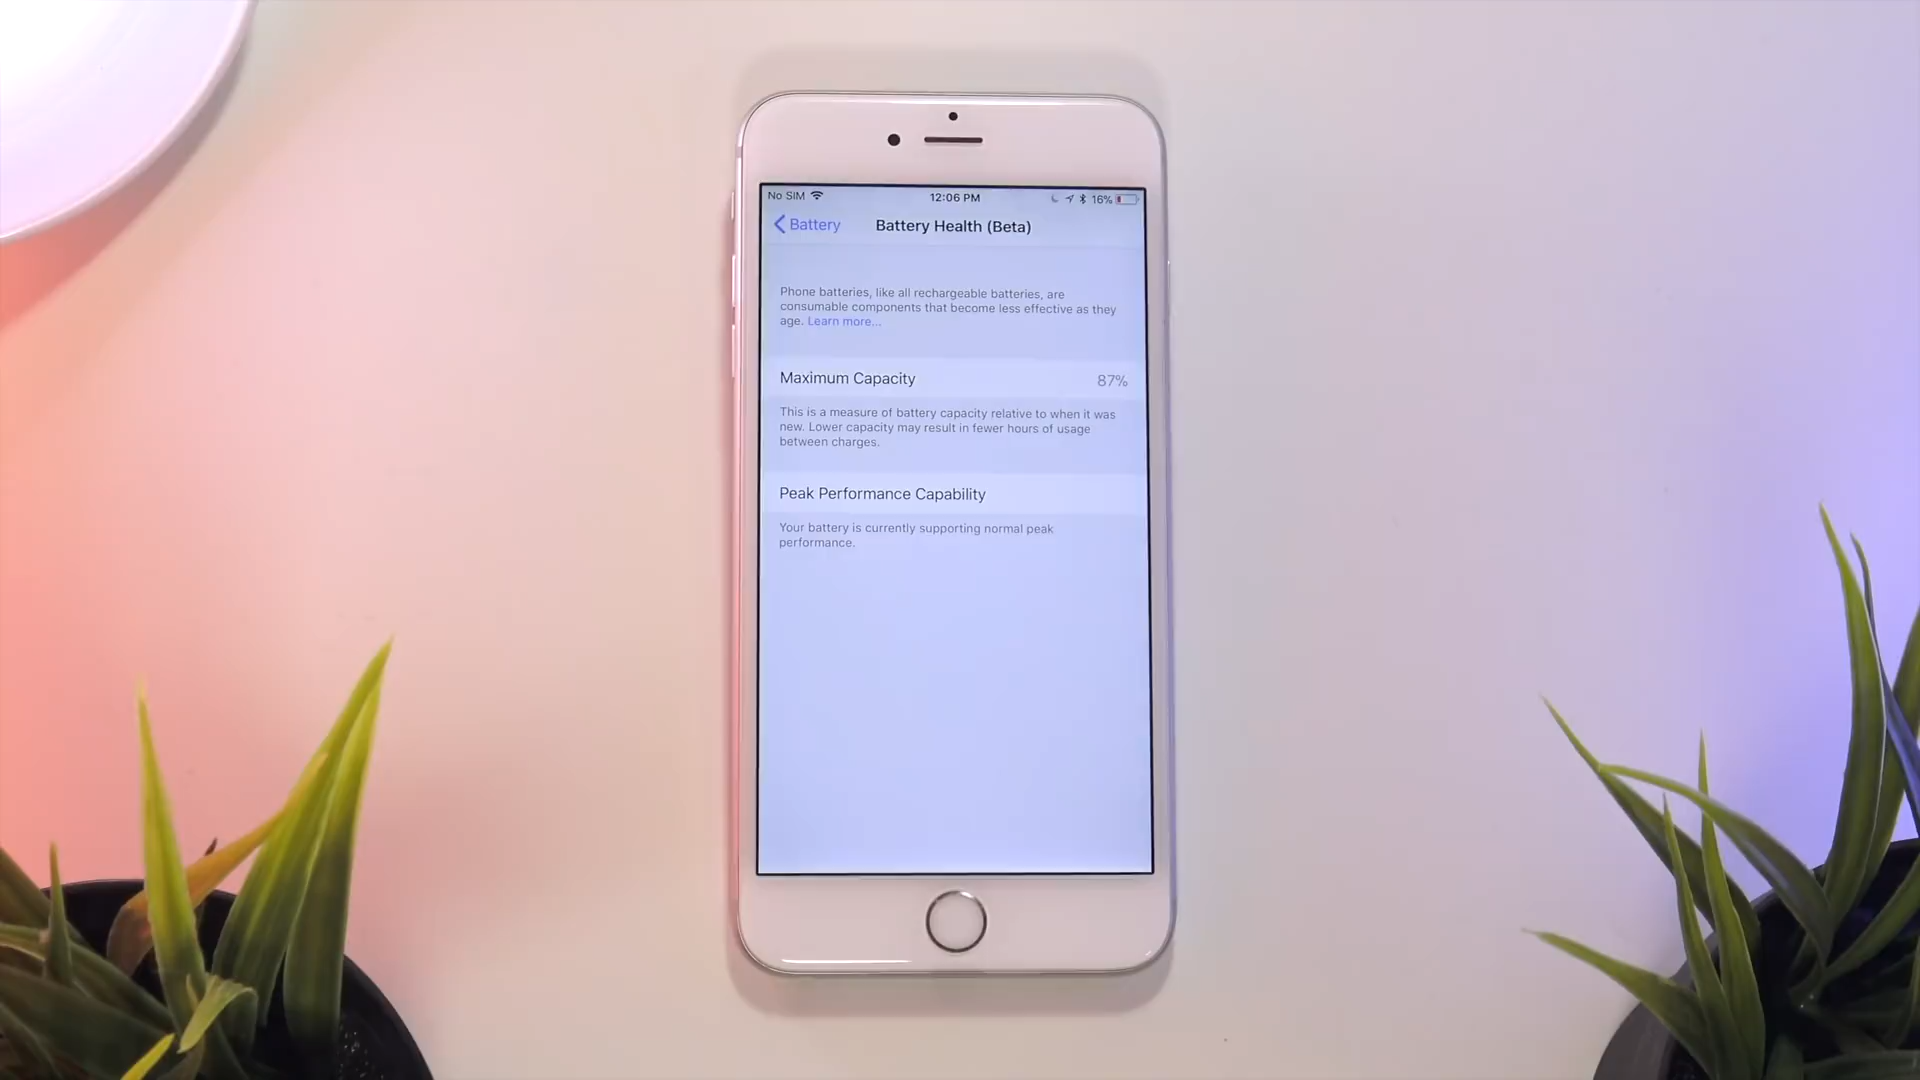 No SIM 12:06 PM 16%
Battery Battery Health (Beta)
Phone batteries, like all rechargeable batteries, are
consumable components that become less effective as they
age. Learn more...
Maximum Capacity 87%
This is a measure of battery capacity relative to when it was
new. Lower capacity may result in fewer hours of usage
between charges.
Peak Performance Capability
Your battery is currently supporting normal peak
performance.